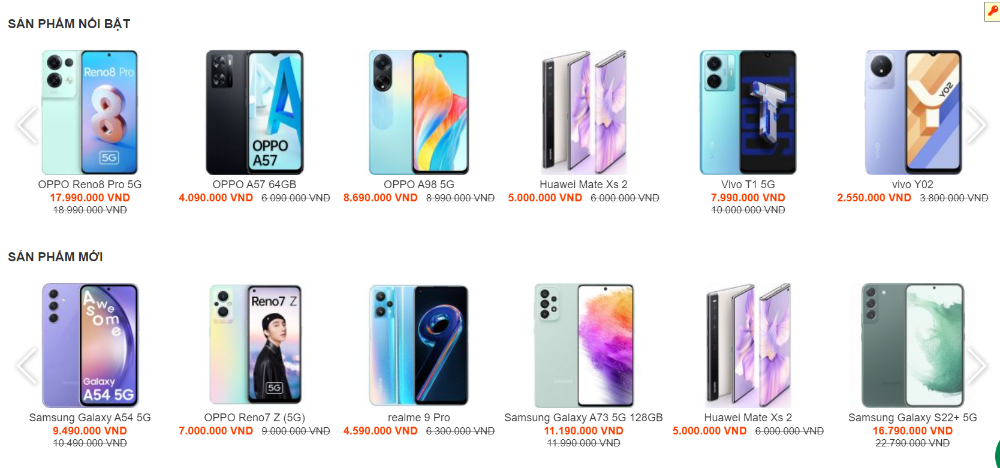 SẢN PHẨM NỔI BẬT
Reno8 Pro
8
5G
A
OPPO
A57
T
Y02
OPPO Reno8 Pro 5G
17.990.000 VND
18.990.000 VND
OPPO A57 64GB
4.090.000 VND 6.090.000 VND
OPPO A98 5G
8.690.000 VND 8.990.000 VND
Huawei Mate Xs 2
5.000.000 VND 6.000.000 VND
Vivo T1 5G
7.990.000 VND
10.000.000 VND
vivo Y02
2.550.000 VND 3.800.000 VND
SẢN PHẨM MỚI
Awesome
Galaxy
A54 5G
Reno7 Z
5G
9
Samsung Galaxy A54 5G
9.490.000 VND
10.490.000 VND
OPPO Reno7 Z (5G)
7.000.000 VND 9.000.000 VND
realme 9 Pro
4.590.000 VND 6.300.000 VND
Samsung Galaxy A73 5G 128GB
11.190.000 VND
11.990.000 VND
Huawei Mate Xs 2
5.000.000 VND 6.000.000 VND
Samsung Galaxy S22+ 5G
16.790.000 VND
22.790.000 VND